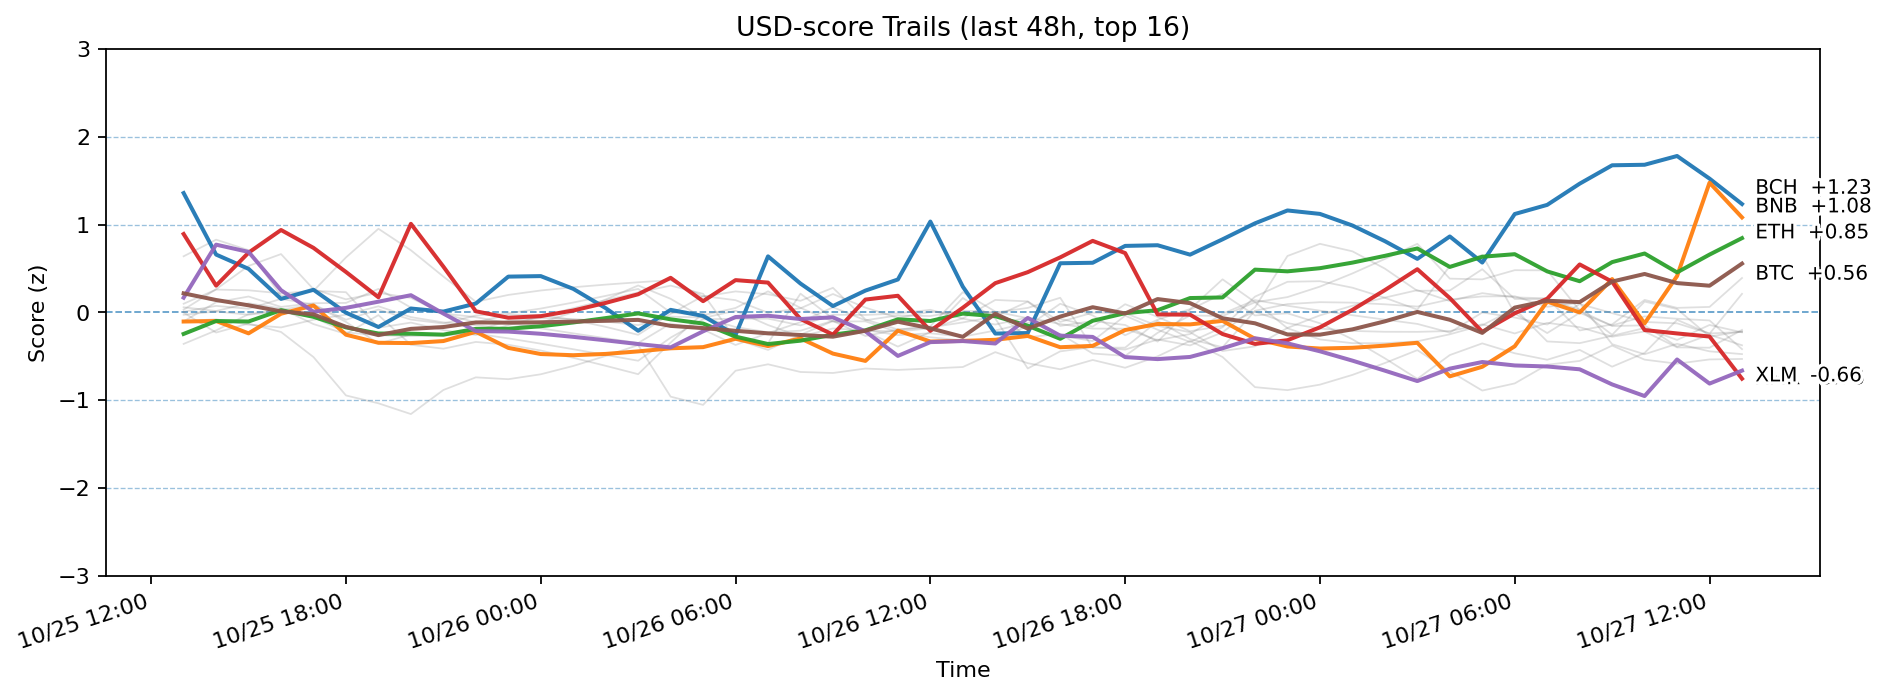 USD-score Trails (last 48h, top 16)
3
2
1
0
−1
−2
−3
Score (z)
BCH +1.23
BNB +1.08
ETH +0.85
BTC +0.56
XLM -0.66
10/25 12:00
10/25 18:00
10/26 00:00
10/26 06:00
10/26 12:00
10/26 18:00
10/27 00:00
10/27 06:00
10/27 12:00
Time